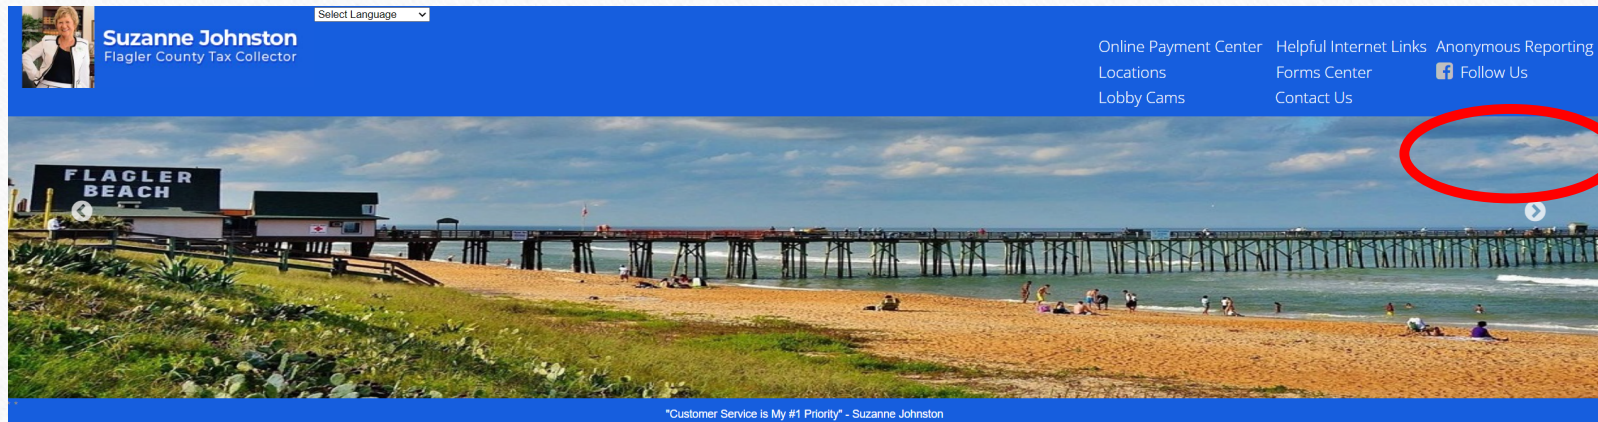 Select Language
Suzanne Johnston
Flagler County Tax Collector
Online Payment Center
Helpful Internet Links
Anonymous Reporting
Locations
Forms Center
Follow Us
Lobby Cams
Contact Us
FLAGLER
BEACH
"Customer Service is My #1 Priority" - Suzanne Johnston